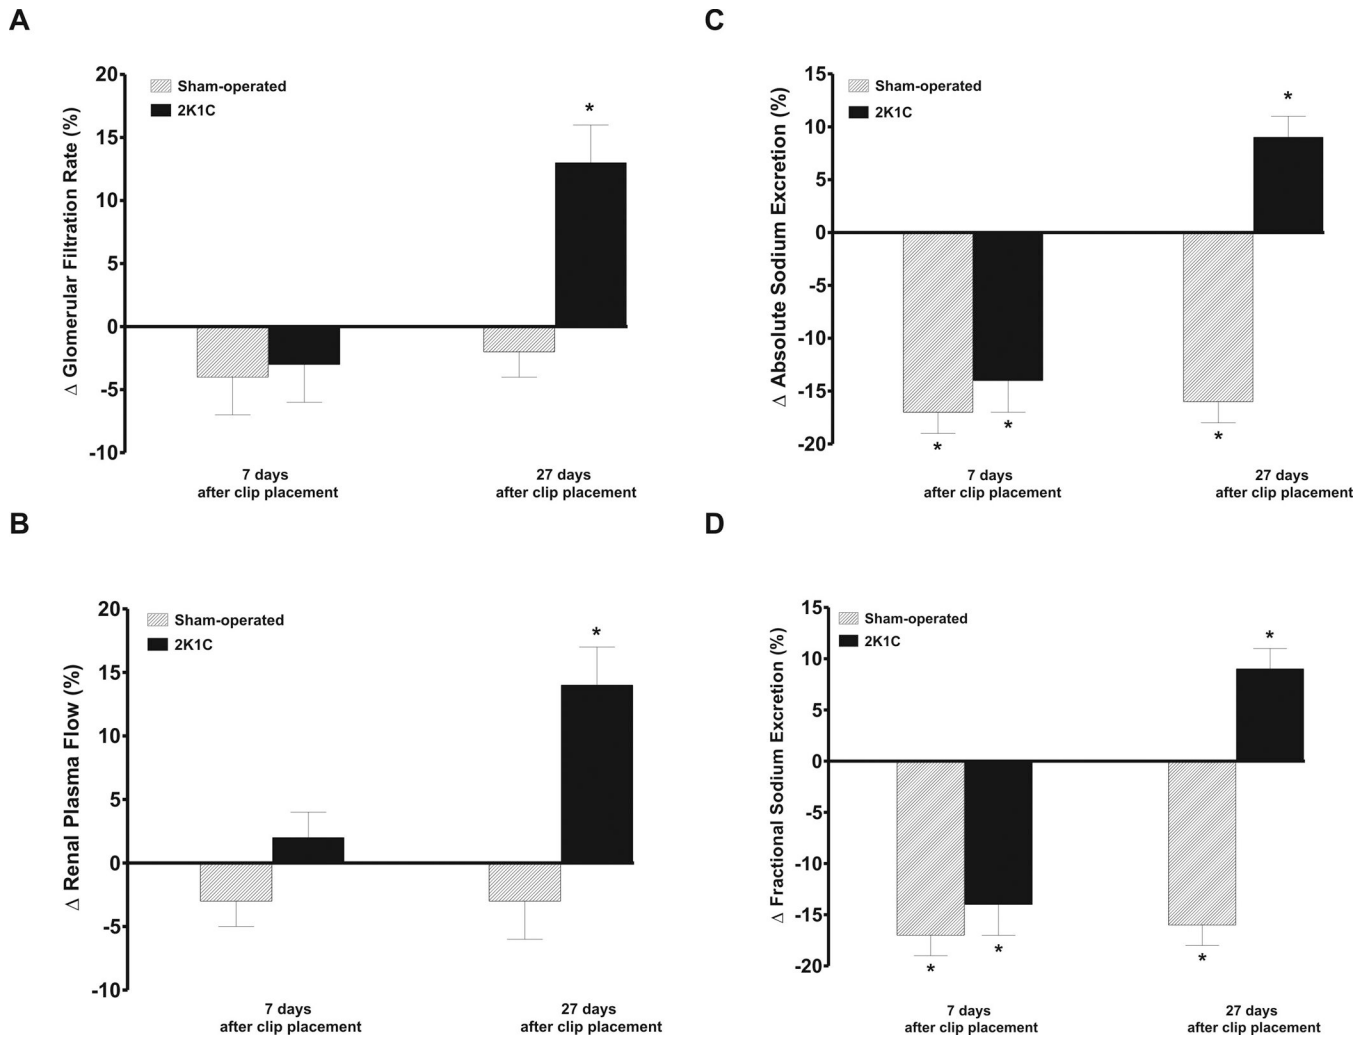 A
Δ Glomerular Filtration Rate (%)
20
15
10
5
0
-5
-10
Sham-operated
2K1C
*
7 days
after clip placement
27 days
after clip placement
C
Δ Absolute Sodium Excretion (%)
15
10
5
0
-5
-10
-15
-20
Sham-operated
2K1C
*
*
*
*
7 days
after clip placement
27 days
after clip placement
B
Δ Renal Plasma Flow (%)
20
15
10
5
0
-5
-10
Sham-operated
2K1C
*
7 days
after clip placement
27 days
after clip placement
D
Δ Fractional Sodium Excretion (%)
15
10
5
0
-5
-10
-15
-20
Sham-operated
2K1C
*
*
*
*
7 days
after clip placement
27 days
after clip placement